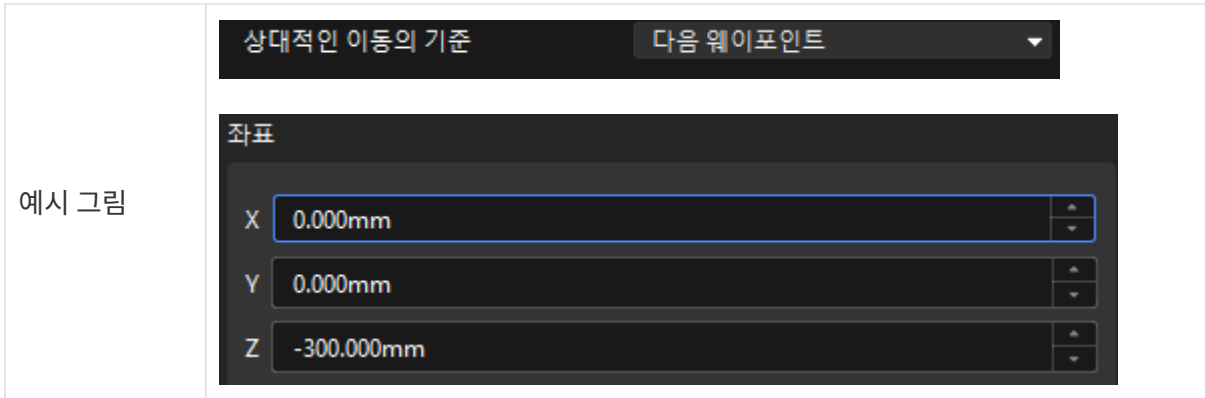 상대적인 이동의 기준 다음 웨이포인트
좌표
예시 그림
X 0.000mm
Y 0.000mm
Z -300.000mm